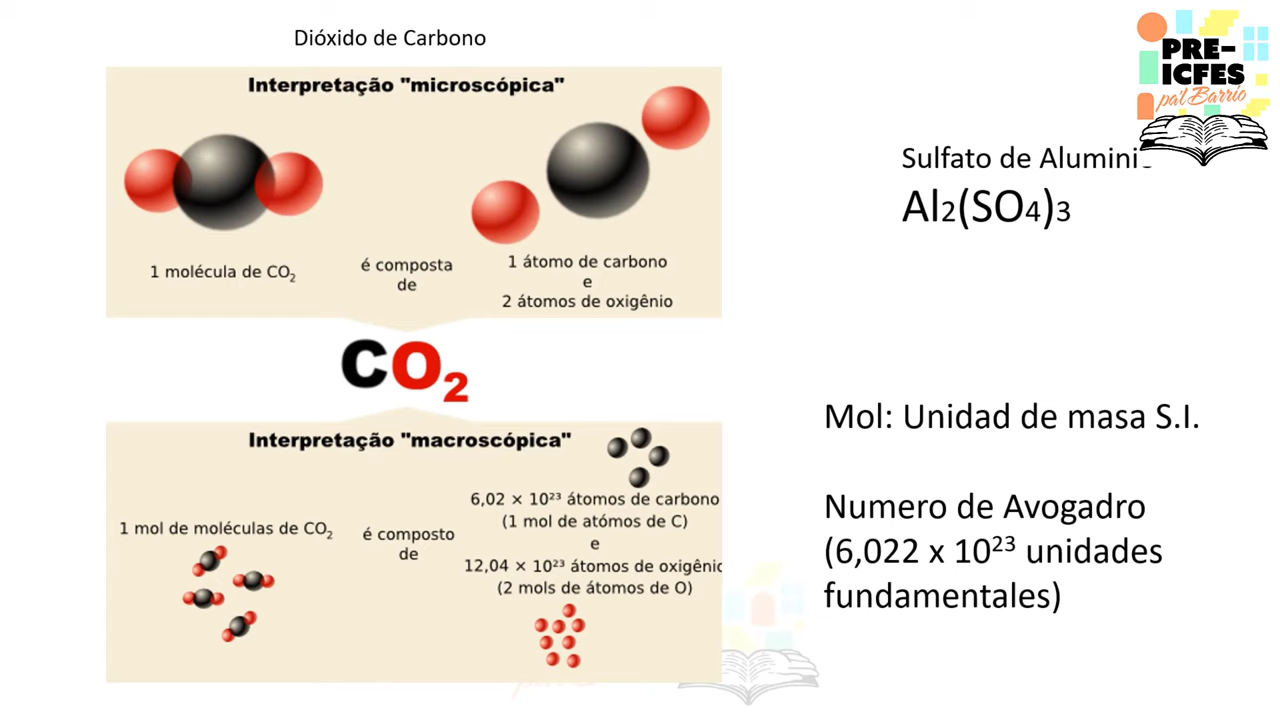 Dióxido de Carbono
Interpretação "microscópica"
1 molécula de CO₂
é composta
de
1 átomo de carbono
e
2 átomos de oxigênio
CO₂
Interpretação "macroscópica"
1 mol de moléculas de CO₂
é composto
de
6,02 × 10²³ átomos de carbono
(1 mol de atómos de C)
e
12,04 × 10²³ átomos de oxigênio
(2 mols de átomos de O)
PRE-
ICFES
pa'l Barrio
Sulfato de Aluminio
Al₂(SO₄)₃
Mol: Unidad de masa S.I.
Numero de Avogadro
(6,022 x 10²³ unidades
fundamentales)